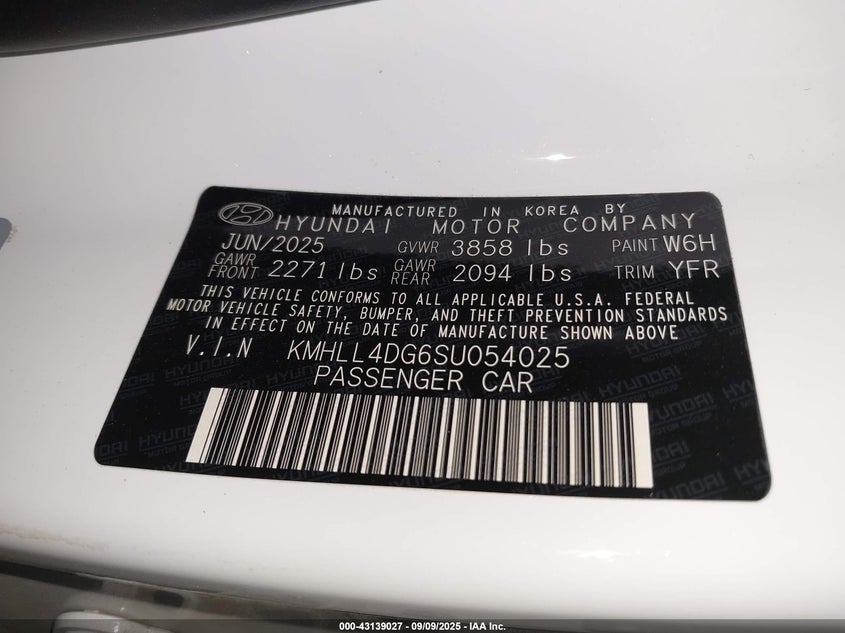 MANUFACTURED IN KOREA BY
HYUNDAI MOTOR COMPANY
JUN/2025 GVWR 3858 lbs PAINT W6H
GAWR FRONT 2271 lbs GAWR REAR 2094 lbs TRIM YFR
THIS VEHICLE CONFORMS TO ALL APPLICABLE U.S.A. FEDERAL
MOTOR VEHICLE SAFETY, BUMPER, AND THEFT PREVENTION STANDARDS
IN EFFECT ON THE DATE OF MANUFACTURE SHOWN ABOVE
V.I.N KMHLL4DG6SU054025
PASSENGER CAR
HYUNDAI
MOTOR GROUP
000-43139027 - 09/09/2025 - IAA Inc.